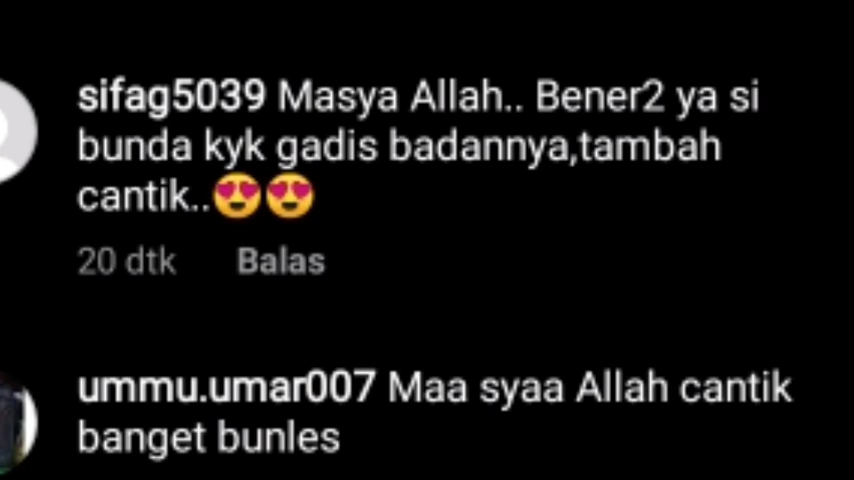 sifag5039 Masya Allah.. Bener2 ya si
bunda kyk gadis badannya,tambah
cantik..😍😍
20 dtk Balas
ummu.umar007 Maa syaa Allah cantik
banget bunles